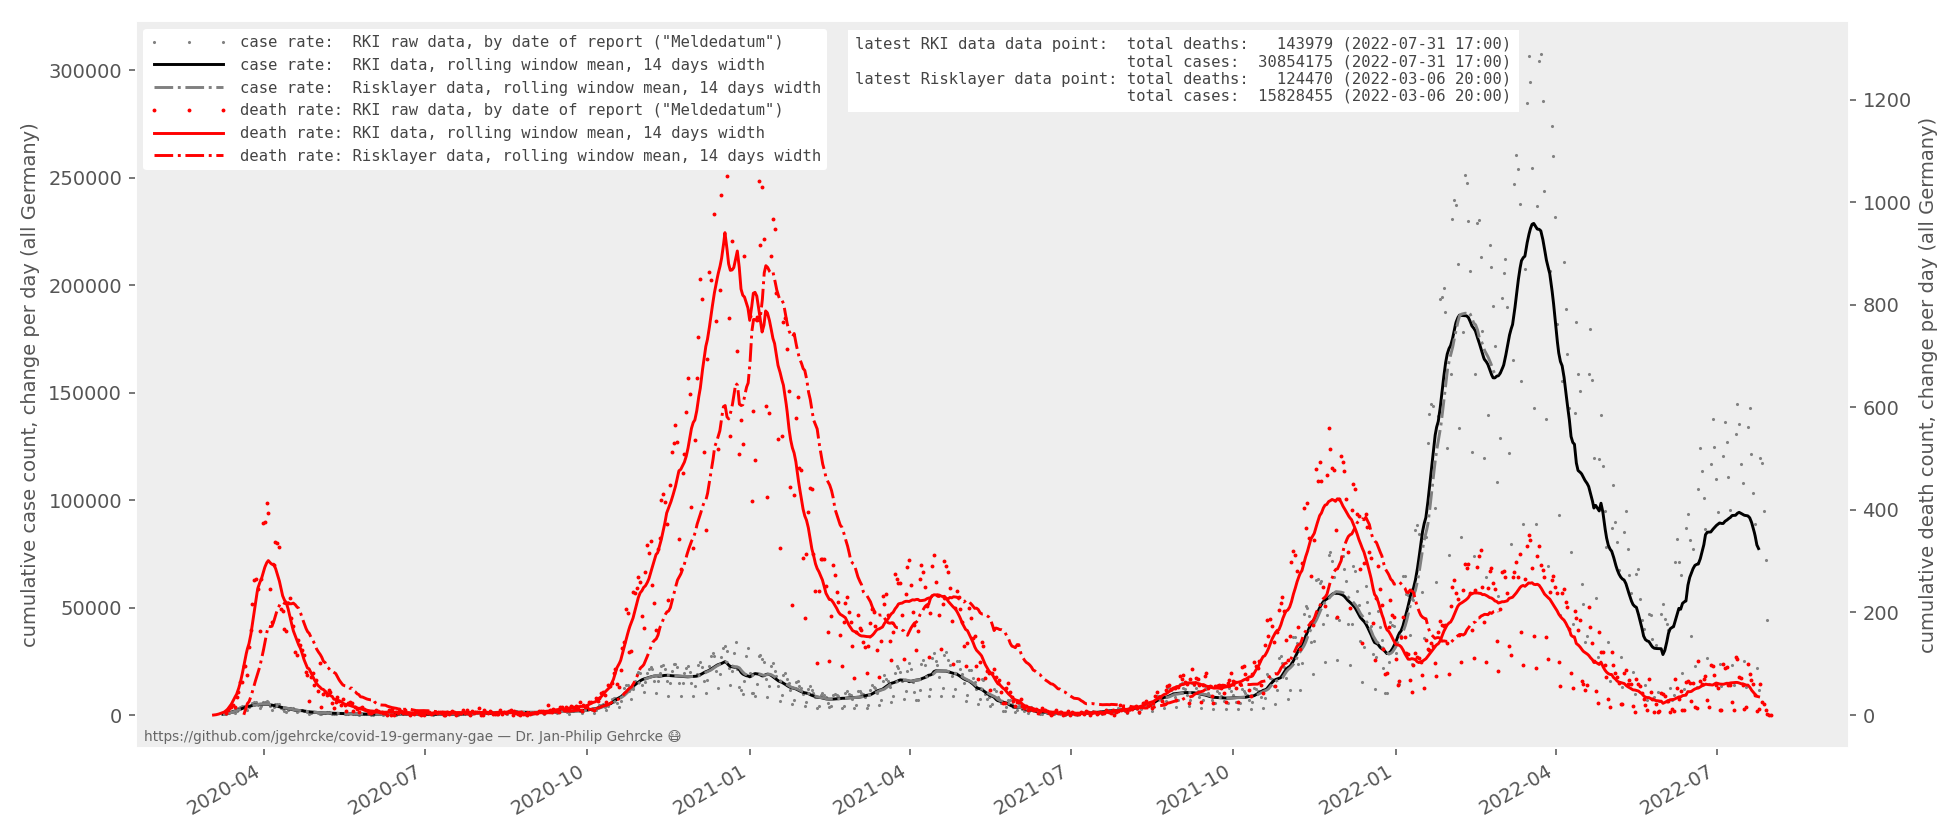 case rate:  RKI raw data, by date of report ("Meldedatum")
case rate:  RKI data, rolling window mean, 14 days width
case rate:  Risklayer data, rolling window mean, 14 days width
death rate: RKI raw data, by date of report ("Meldedatum")
death rate: RKI data, rolling window mean, 14 days width
death rate: Risklayer data, rolling window mean, 14 days width
latest RKI data data point:  total deaths:   143979 (2022-07-31 17:00)
total cases:  30854175 (2022-07-31 17:00)
latest Risklayer data point: total deaths:   124470 (2022-03-06 20:00)
total cases:  15828455 (2022-03-06 20:00)
cumulative case count, change per day (all Germany)
300000
250000
200000
150000
100000
50000
0
1200
1000
800
600
400
200
0
cumulative death count, change per day (all Germany)
https://github.com/jgehrcke/covid-19-germany-gae — Dr. Jan-Philip Gehrcke 😷
2020-04
2020-07
2020-10
2021-01
2021-04
2021-07
2021-10
2022-01
2022-04
2022-07